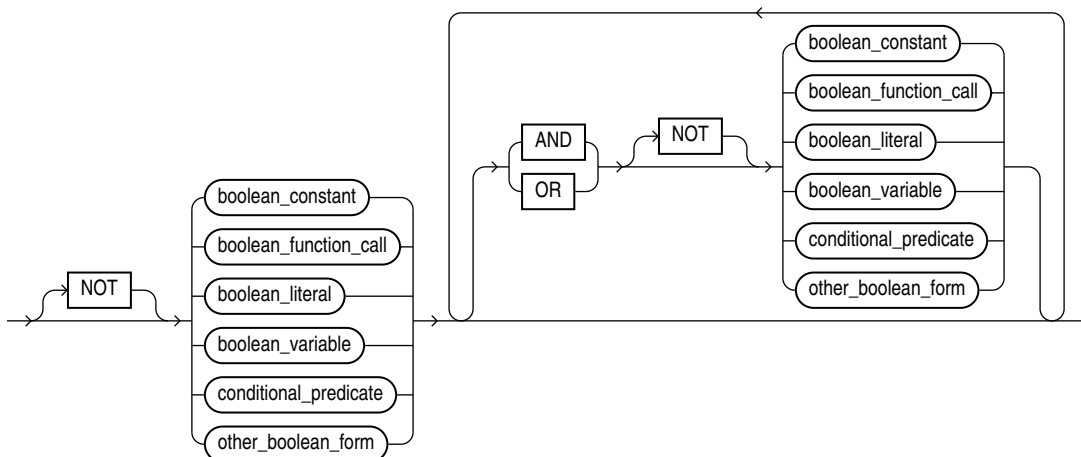 NOT
boolean_constant
boolean_function_call
boolean_literal
boolean_variable
conditional_predicate
other_boolean_form
AND
OR
NOT
boolean_constant
boolean_function_call
boolean_literal
boolean_variable
conditional_predicate
other_boolean_form